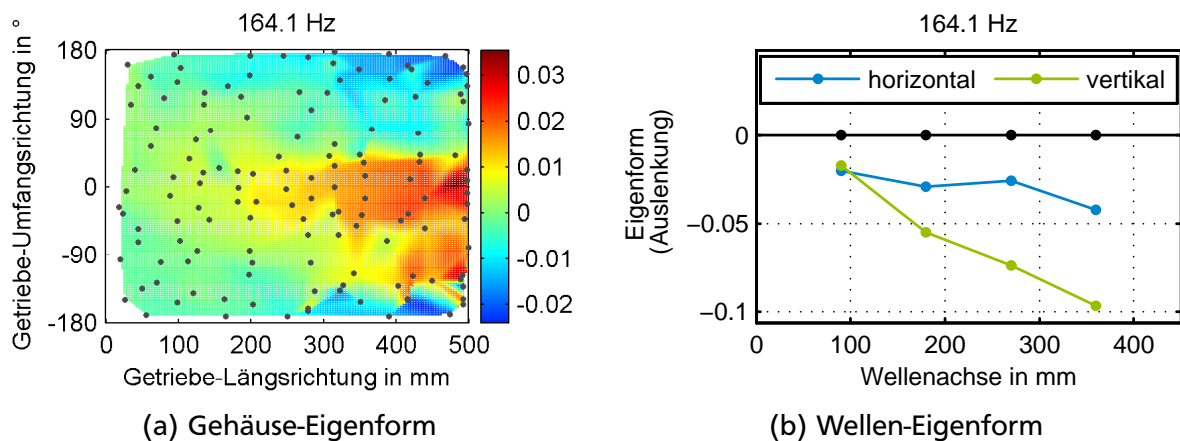 164.1 Hz
Getriebe-Umfangsrichtung in °
180
90
0
-90
-180
0 100 200 300 400 500
Getriebe-Längsrichtung in mm
0.03
0.02
0.01
0
-0.01
-0.02
(a) Gehäuse-Eigenform
164.1 Hz
horizontal vertikal
Eigenform
(Auslenkung)
0
−0.05
−0.1
0 100 200 300 400
Wellenachse in mm
(b) Wellen-Eigenform